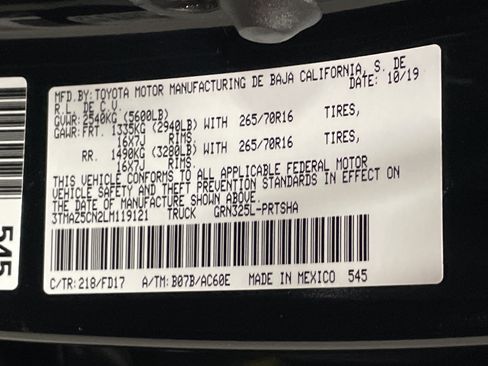 MFD.BY:TOYOTA MOTOR MANUFACTURING DE BAJA CALIFORNIA, S. DE
R.L. DE C.V. DATE: 10/19
GVWR: 2540KG (5600LB)
GAWR:FRT. 1335KG (2940LB) WITH 265/70R16 TIRES,
16X7J RIMS.
RR. 1490KG (3280LB) WITH 265/70R16 TIRES,
16X7J RIMS.
THIS VEHICLE CONFORMS TO ALL APPLICABLE FEDERAL MOTOR
VEHICLE SAFETY AND THEFT PREVENTION STANDARDS IN EFFECT ON
THE DATE OF MANUFACTURE SHOWN ABOVE.
3TMAZ5CN2LM119121 TRUCK GRN325L-PRTSHA
C/TR:218/FD17 A/TM:B07B/AC60E MADE IN MEXICO 545
545